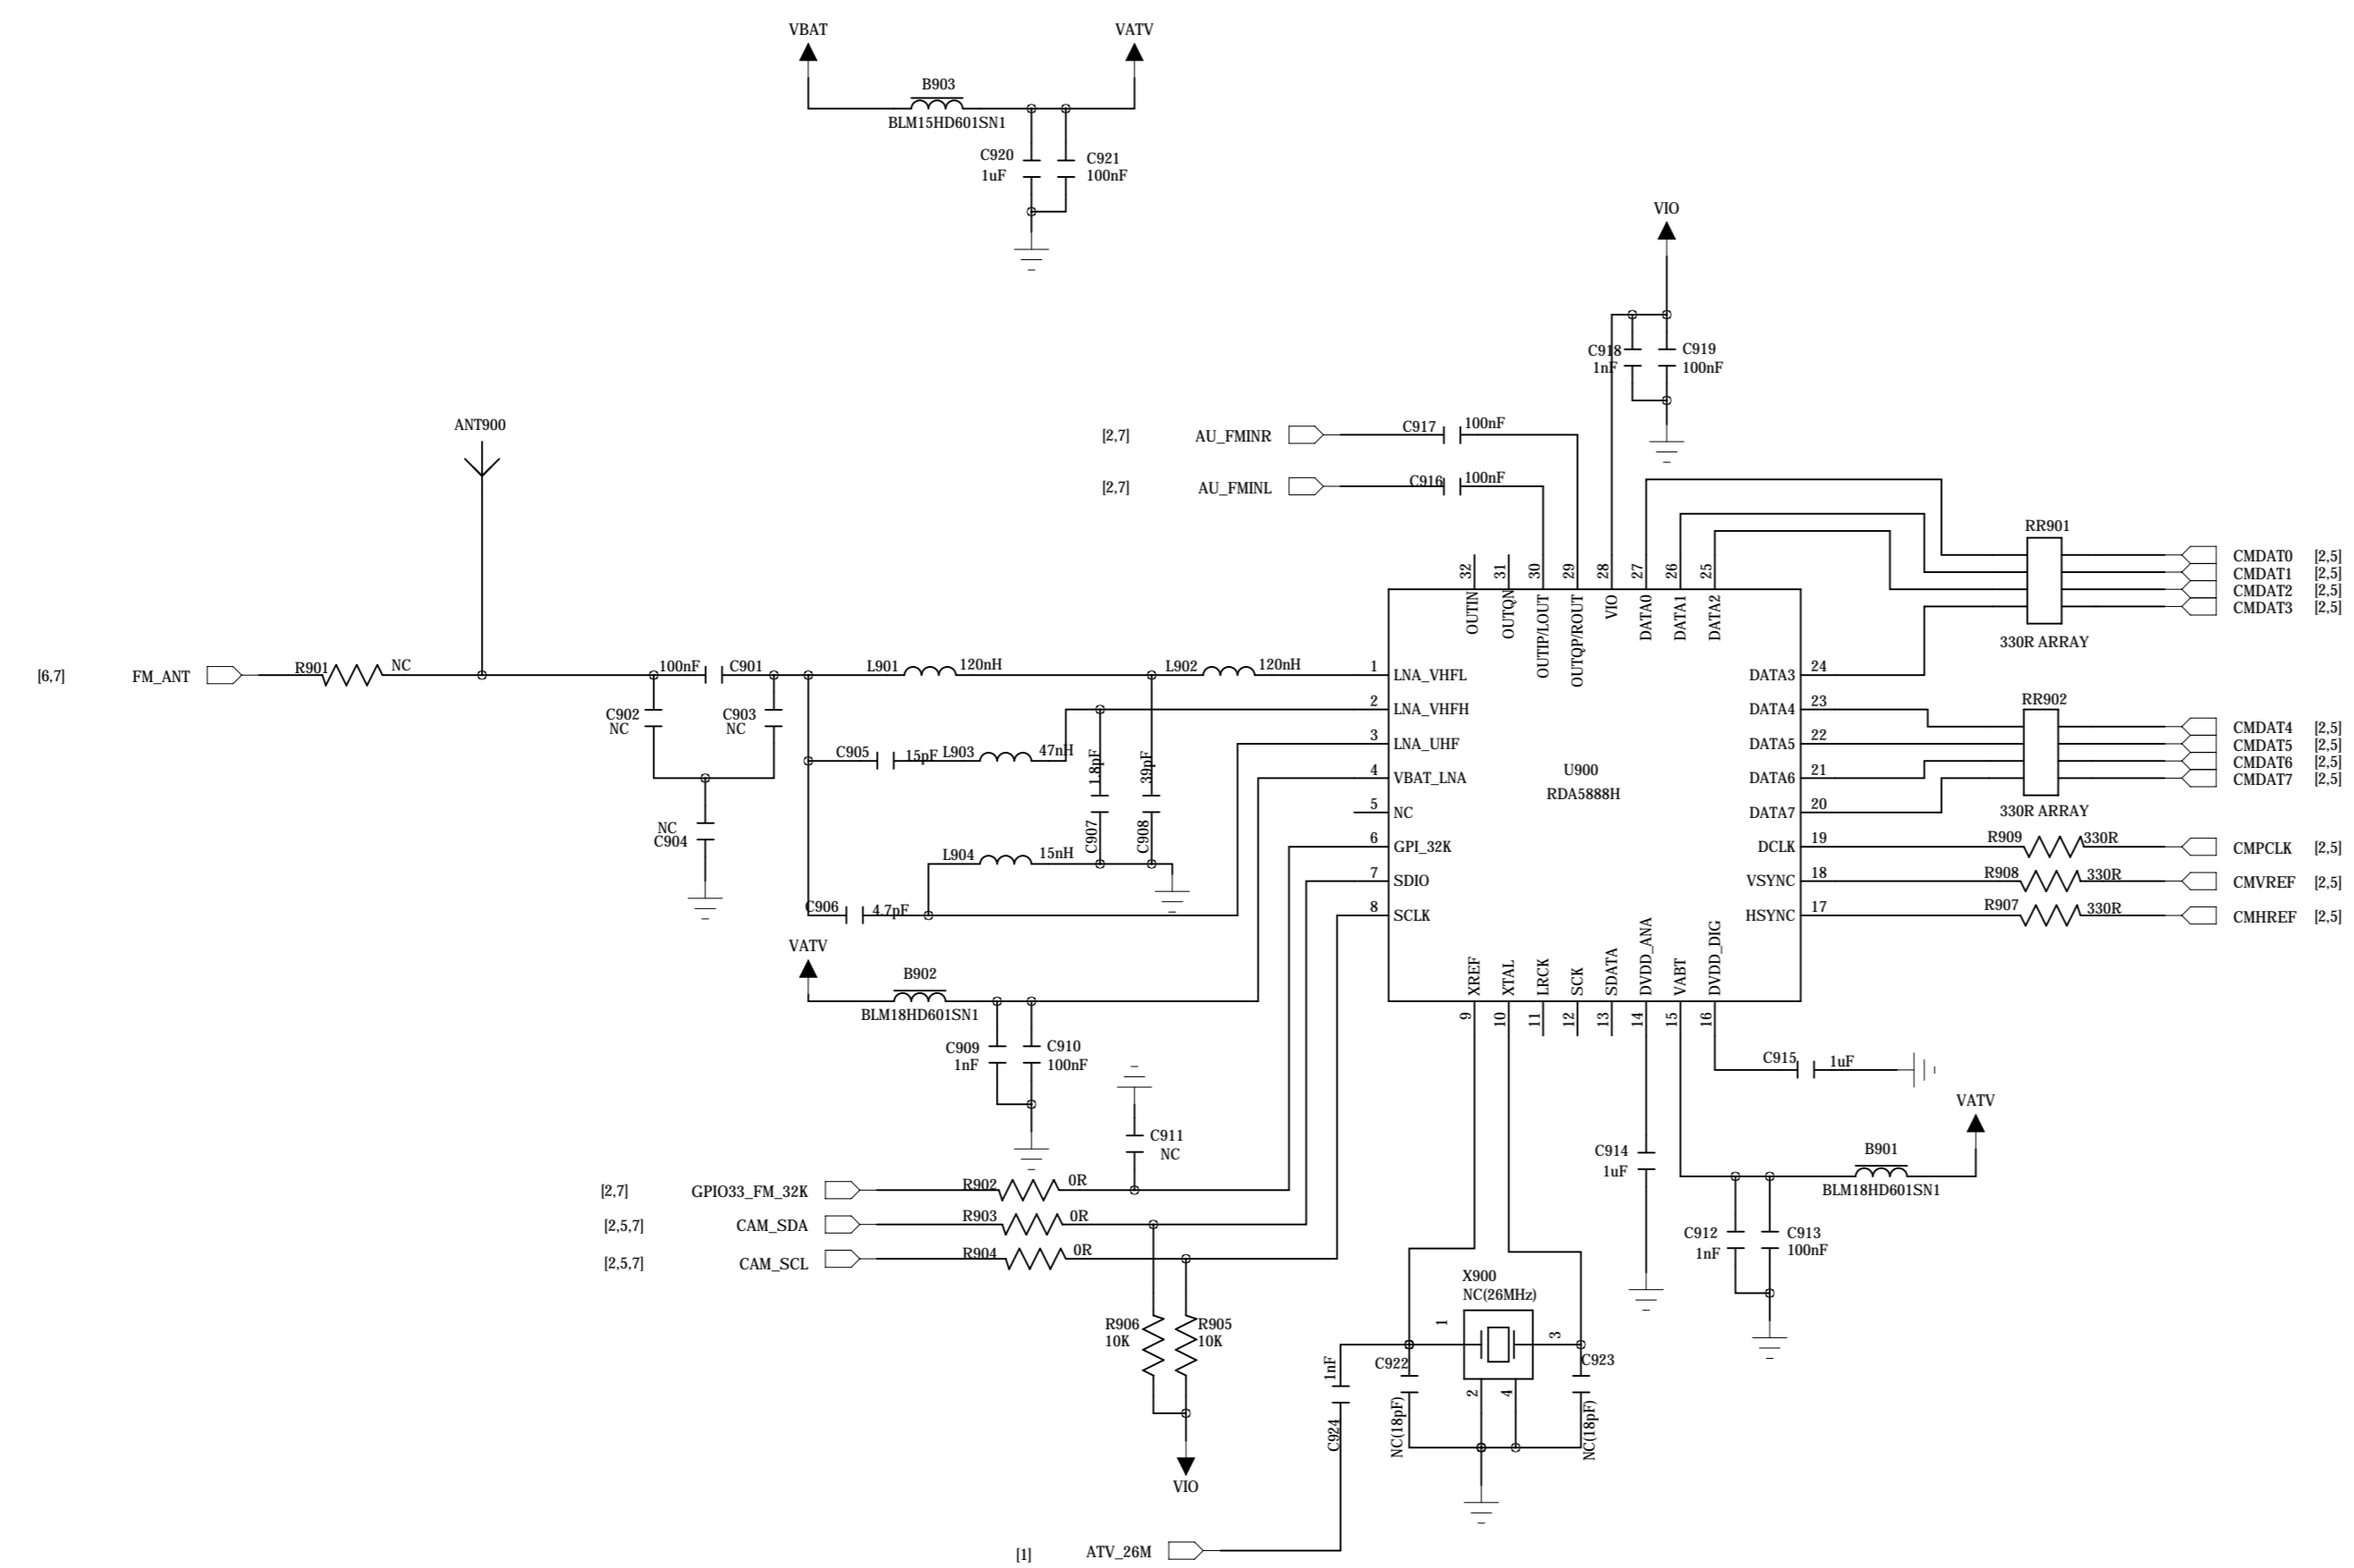 VBAT
VATV
B903
BLM15HD601SN1
C920
1uF
C921
100nF
VIO
C918
1nF
C919
100nF
ANT900
[2,7]
AU_FMINR
C917
100nF
[2,7]
AU_FMINL
C916
100nF
[6,7]
FM_ANT
R901
NC
100nF
C901
C902
NC
C903
NC
NC
C904
L901
120nH
L902
120nH
C905
15pF
L903
47nH
1.8pF
C907
39pF
C908
L904
15nH
C906
4.7pF
VATV
B902
BLM18HD601SN1
C909
1nF
C910
100nF
C911
NC
[2,7]
GPIO33_FM_32K
R902
0R
[2,5,7]
CAM_SDA
R903
0R
[2,5,7]
CAM_SCL
R904
0R
R906
10K
R905
10K
VIO
[1]
ATV_26M
1nF
C924
C922
NC(18pF)
X900
NC(26MHz)
1
2
4
3
C923
NC(18pF)
U900
RDA5888H
32
OUTIN
31
OUTQN
30
OUTIP/LOUT
29
OUTQP/ROUT
28
VIO
27
DATA0
26
DATA1
25
DATA2
1
LNA_VHFL
2
LNA_VHFH
3
LNA_UHF
4
VBAT_LNA
5
NC
6
GPI_32K
7
SDIO
8
SCLK
XREF
9
XTAL
10
LRCK
11
SCK
12
SDATA
13
DVDD_ANA
14
VABT
15
DVDD_DIG
16
DATA3
24
DATA4
23
DATA5
22
DATA6
21
DATA7
20
DCLK
19
VSYNC
18
HSYNC
17
RR901
330R ARRAY
CMDAT0 [2,5]
CMDAT1 [2,5]
CMDAT2 [2,5]
CMDAT3 [2,5]
RR902
330R ARRAY
CMDAT4 [2,5]
CMDAT5 [2,5]
CMDAT6 [2,5]
CMDAT7 [2,5]
R909
330R
CMPCLK [2,5]
R908
330R
CMVREF [2,5]
R907
330R
CMHREF [2,5]
C915
1uF
C914
1uF
VATV
B901
BLM18HD601SN1
C912
1nF
C913
100nF